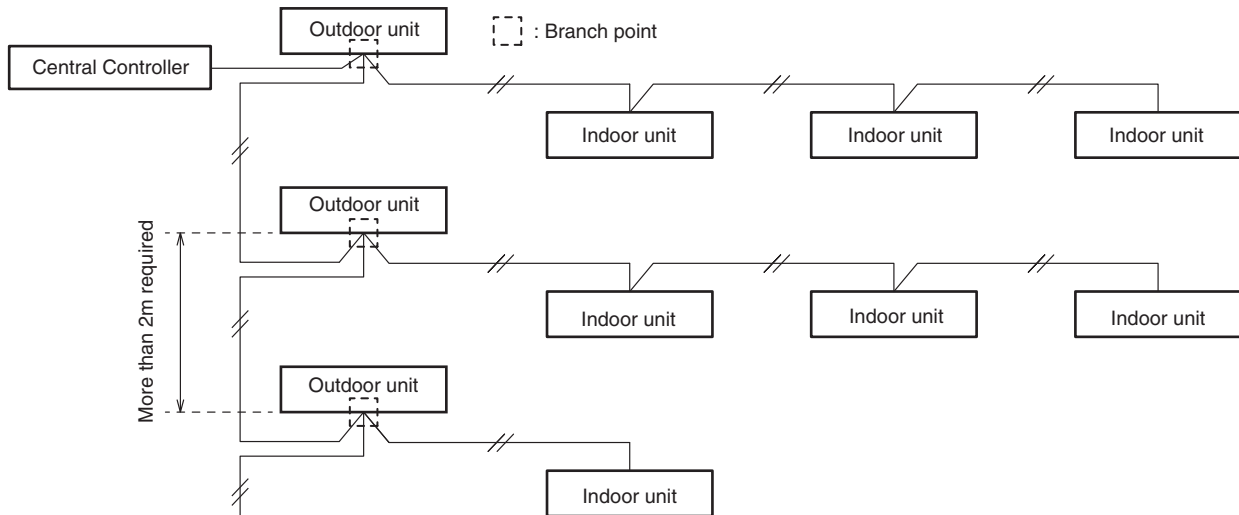 Outdoor unit
: Branch point
Central Controller
Indoor unit
Indoor unit
Indoor unit
Outdoor unit
More than 2m required
Indoor unit
Indoor unit
Indoor unit
Outdoor unit
Indoor unit